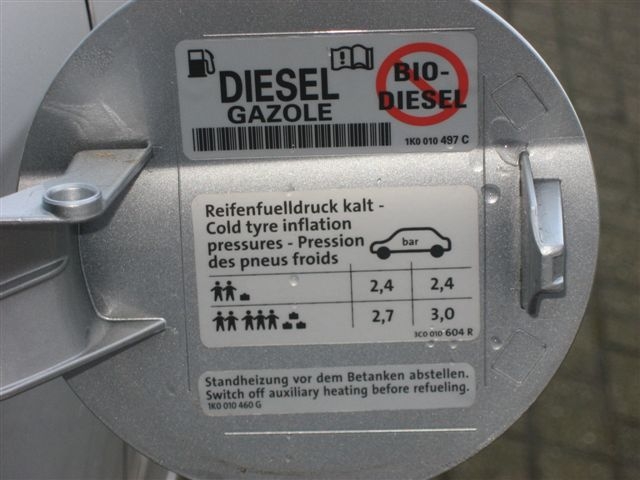 DIESEL
GAZOLE
BIO-
DIESEL
1K0 010 497 C
Reifenfuelldruck kalt -
Cold tyre inflation
pressures - Pression
des pneus froids
bar
2,4 2,4
2,7 3,0
3C0 010 604 R
Standheizung vor dem Betanken abstellen.
Switch off auxiliary heating before refueling.
1K0 010 460 G